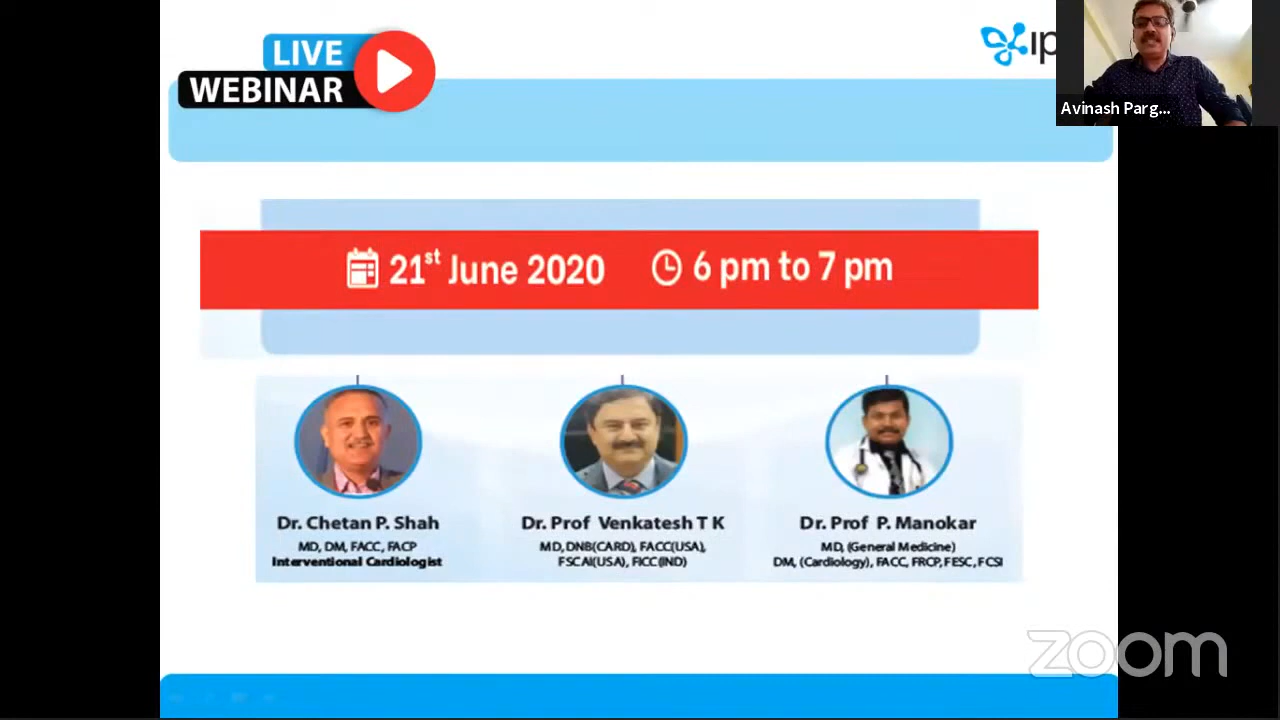 LIVE
WEBINAR
Avinash Parg...
21st June 2020 6 pm to 7 pm
Dr. Chetan P. Shah
MD, DM, FACC, FACP
Interventional Cardiologist
Dr. Prof Venkatesh T K
MD, DNB(CARD), FACC(USA),
FSCAI(USA), FICC(IND)
Dr. Prof P. Manokar
MD, (General Medicine)
DM, (Cardiology), FACC, FRCP, FESC, FCSI
zoom